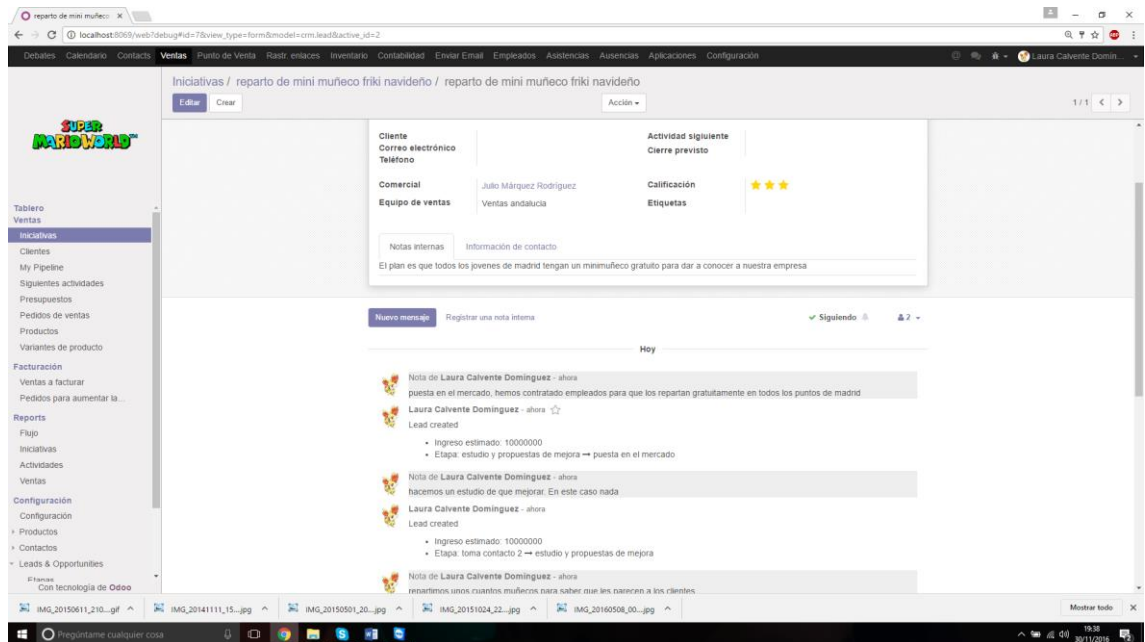 reparto de mini muñeco
localhost:8069/web?debug#id=7&view_type=form&model=crm.lead&active_id=2
Debates Calendario Contacts Ventas Punto de Venta Rastr. enlaces Inventario Contabilidad Enviar Email Empleados Asistencias Ausencias Aplicaciones Configuración Laura Calvente Domín...
Iniciativas / reparto de mini muñeco friki navideño / reparto de mini muñeco friki navideño
Editar Crear Acción 1 / 1
SUPER
MARIO WORLD™
Tablero
Ventas
Iniciativas
Clientes
My Pipeline
Siguientes actividades
Presupuestos
Pedidos de ventas
Productos
Variantes de producto
Facturación
Ventas a facturar
Pedidos para aumentar la...
Reports
Flujo
Iniciativas
Actividades
Ventas
Configuración
Configuración
Productos
Contactos
Leads & Opportunities
Etapas
Con tecnología de Odoo
Cliente
Correo electrónico
Teléfono
Actividad sigiuiente
Cierre previsto
Comercial Julio Márquez Rodríguez
Calificación
Equipo de ventas Ventas andalucia
Etiquetas
Notas internas Información de contacto
El plan es que todos los jovenes de madrid tengan un minimuñeco gratuito para dar a conocer a nuestra empresa
Nuevo mensaje Registrar una nota interna Siguiendo 2
Hoy
Nota de Laura Calvente Domínguez - ahora
puesta en el mercado, hemos contratado empleados para que los repartan gratuitamente en todos los puntos de madrid
Laura Calvente Domínguez - ahora
Lead created
• Ingreso estimado: 10000000
• Etapa: estudio y propuestas de mejora → puesta en el mercado
Nota de Laura Calvente Domínguez - ahora
hacemos un estudio de que mejorar. En este caso nada
Laura Calvente Domínguez - ahora
Lead created
• Ingreso estimado: 10000000
• Etapa: toma contacto 2 → estudio y propuestas de mejora
Nota de Laura Calvente Domínguez - ahora
repartimos unos cuantos muñecos para saber que les parecen a los clientes
IMG_20150611_210....gif IMG_20141111_15....jpg IMG_20150501_20....jpg IMG_20151024_22....jpg IMG_20160508_00....jpg Mostrar todo
Pregúntame cualquier cosa
19:38
30/11/2016